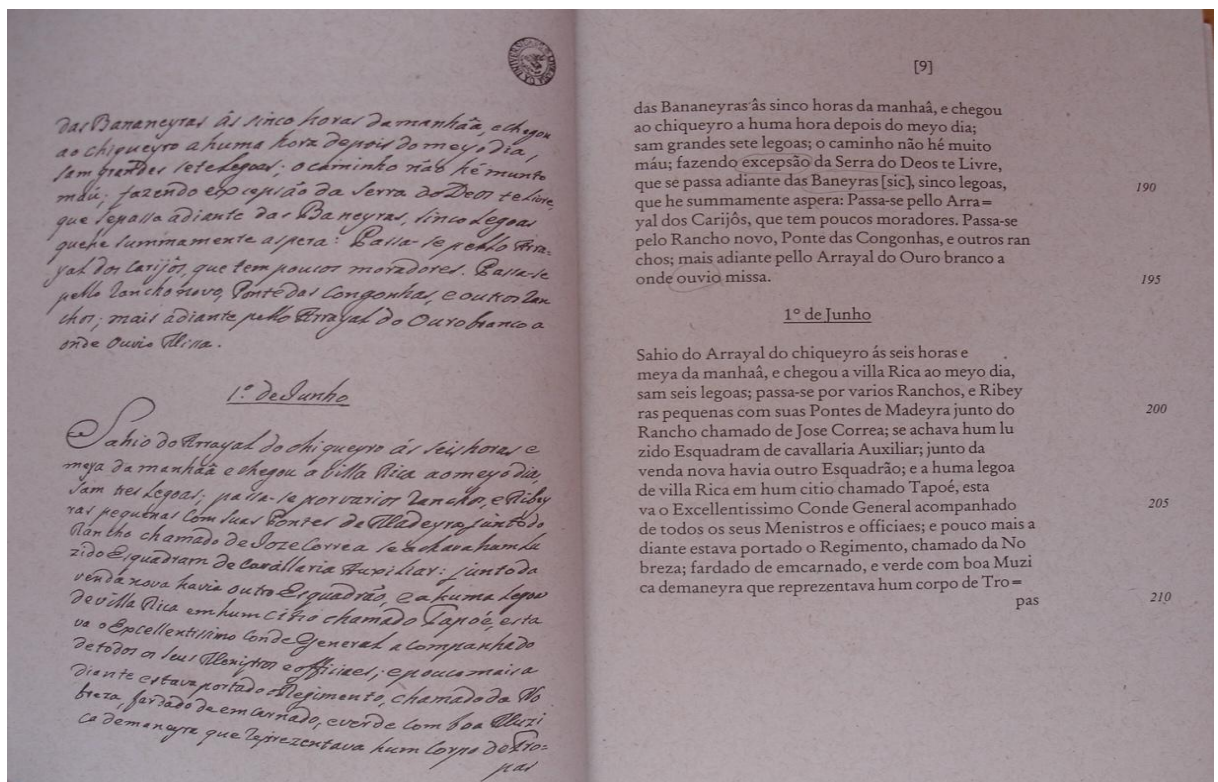 das Bananeyras âs sinco horas da manhaâ, e chegou
ao chiqueyro a huma hora depois do meyo dia,
sam grandes sete Legoas; o caminho não hé munto
máu; fazendo excepsão da Serra do Deos te Livre,
que se passa adiante das Baneyras, sinco Legoas
que he summamente aspera: Passa-se pello Arra=
yal dos Carijôs, que tem poucos moradores. Passa-se
pello Rancho novo, Ponte das Congonhas, e outros Ran
chos; mais adiante pello Arrayal do Ouro branco a
onde Ouvio Missa.
1º de Junho
Sahio do Arrayal do chiqueyro ás seis horas e
meya da manhaâ e chegou a villa Rica ao meyo dia,
sam tres Legoas; passa-se por varios Ranchos, e Ribey
ras pequenas com suas Pontes de Madeyra, junto do
Rancho chamado de Joze Correa se achava hum Lu
zido Esquadram de Cavallaria Auxiliar: junto da
venda nova havia outro Esquadrão, e a huma Legoa
de villa Rica em hum citio chamado Tapoé, esta
va o Excellentissimo Conde General acompanhado
de todos os seus Menistros e officiaes; e pouco mais a
diante estava portado o Regimento, chamado da No
breza, fardado de emcarnado, e verde com boa Muzi
ca demaneyra que reprezentava hum Corpo de Tro=
pas
[9]
das Bananeyras âs sinco horas da manhaâ, e chegou
ao chiqueyro a huma hora depois do meyo dia;
sam grandes sete legoas; o caminho não hé muito
máu; fazendo excepsão da Serra do Deos te Livre,
que se passa adiante das Baneyras [sic], sinco legoas, 190
que he summamente aspera: Passa-se pello Arra=
yal dos Carijôs, que tem poucos moradores. Passa-se
pelo Rancho novo, Ponte das Congonhas, e outros ran
chos; mais adiante pello Arrayal do Ouro branco a
onde ouvio missa. 195
1º de Junho
Sahio do Arrayal do chiqueyro ás seis horas e
meya da manhaâ, e chegou a villa Rica ao meyo dia,
sam seis legoas; passa-se por varios Ranchos, e Ribey
ras pequenas com suas Pontes de Madeyra junto do 200
Rancho chamado de Jose Correa; se achava hum lu
zido Esquadram de cavallaria Auxiliar; junto da
venda nova havia outro Esquadrão; e a huma legoa
de villa Rica em hum citio chamado Tapoé, esta
va o Excellentissimo Conde General acompanhado 205
de todos os seus Menistros e officiaes; e pouco mais a
diante estava portado o Regimento, chamado da No
breza; fardado de emcarnado, e verde com boa Muzi
ca demaneyra que reprezentava hum corpo de Tro=
pas 210